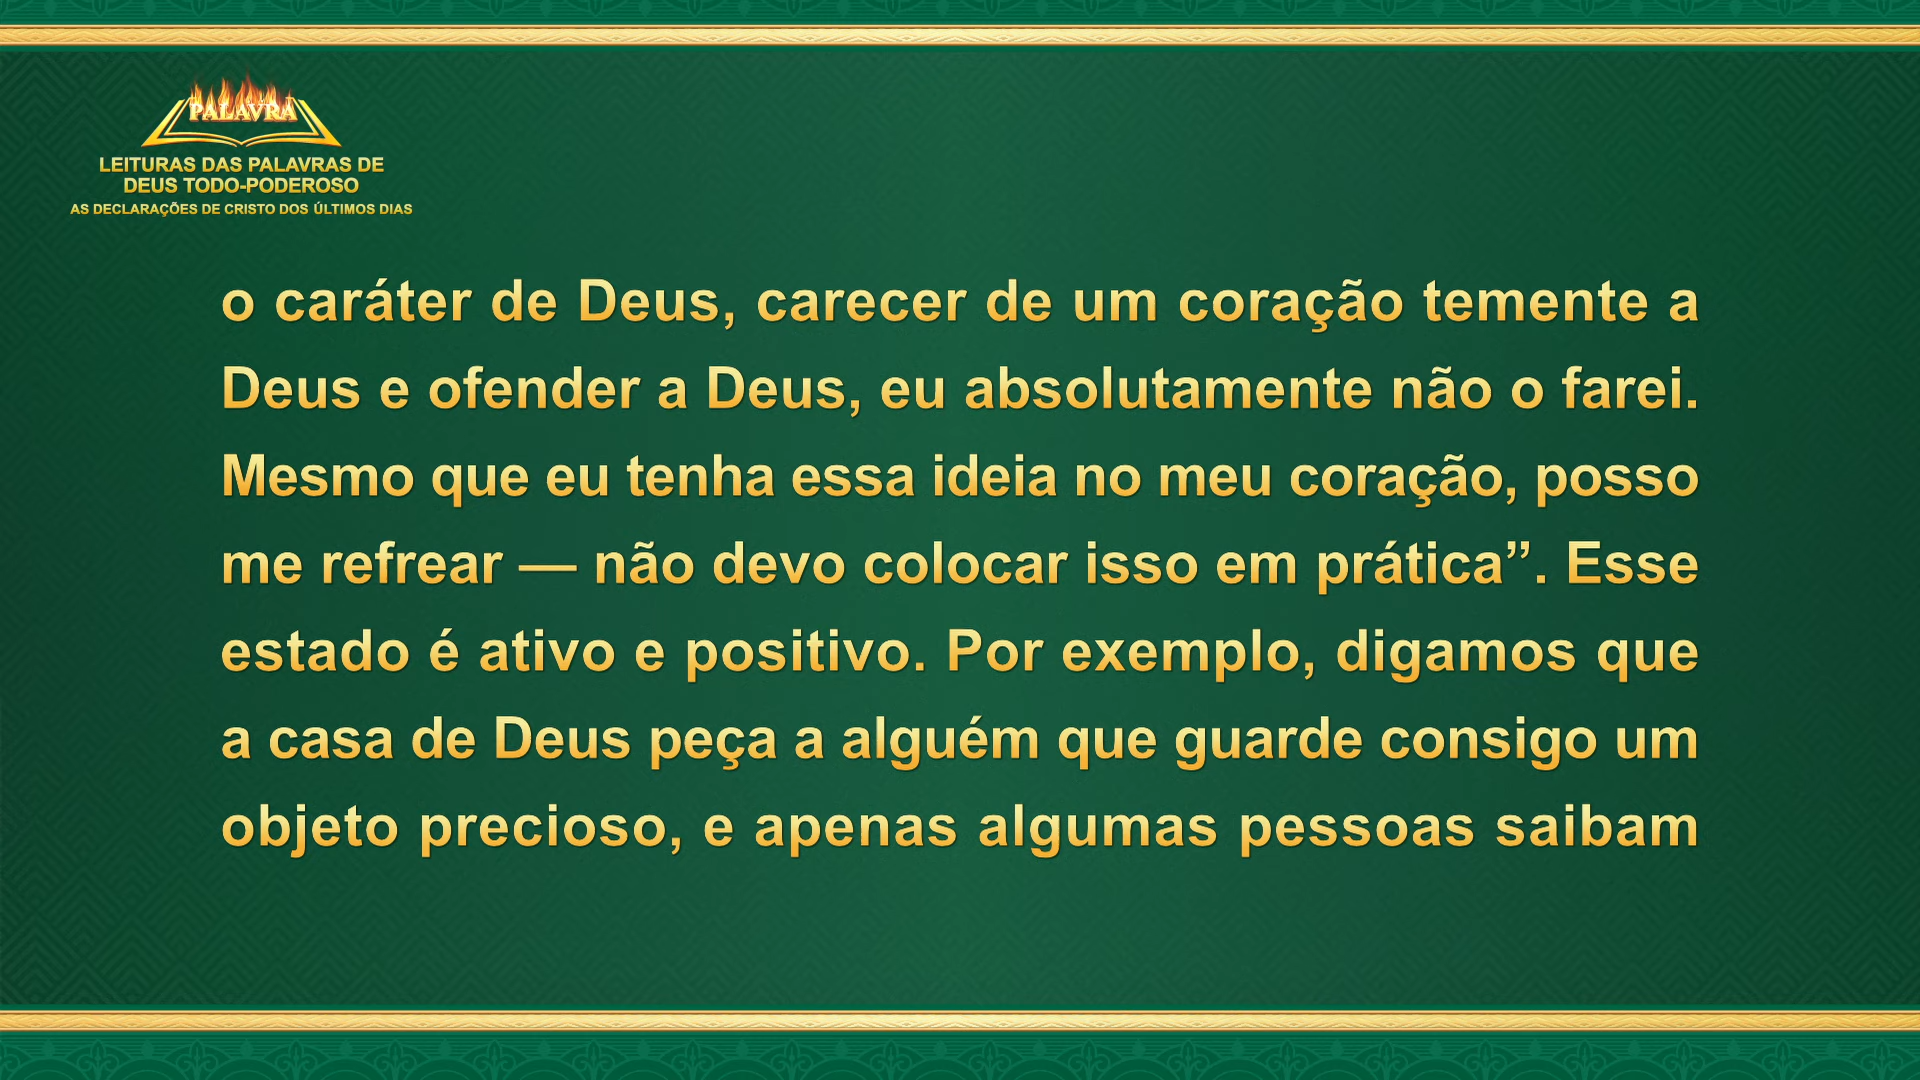 PALAVRA
LEITURAS DAS PALAVRAS DE
DEUS TODO-PODEROSO
AS DECLARAÇÕES DE CRISTO DOS ÚLTIMOS DIAS
o caráter de Deus, carecer de um coração temente a
Deus e ofender a Deus, eu absolutamente não o farei.
Mesmo que eu tenha essa ideia no meu coração, posso
me refrear — não devo colocar isso em prática”. Esse
estado é ativo e positivo. Por exemplo, digamos que
a casa de Deus peça a alguém que guarde consigo um
objeto precioso, e apenas algumas pessoas saibam